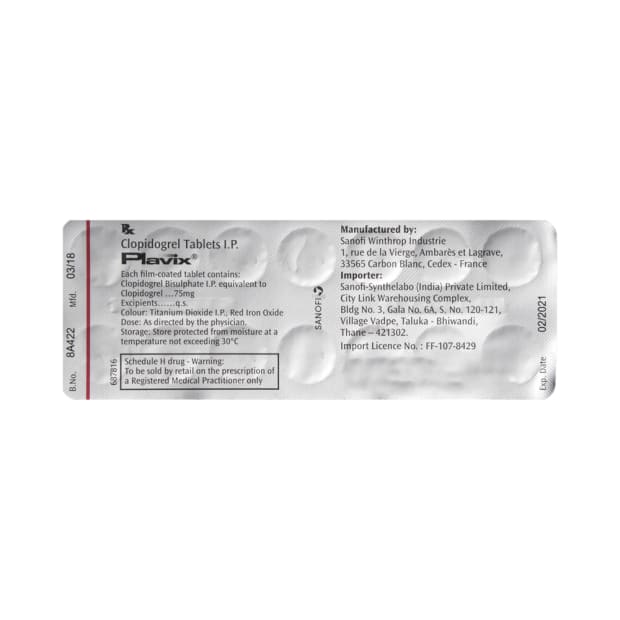 B.No. 8A422 Mfd. 03/18
Rx
Clopidogrel Tablets I.P.
Plavix®
Each film-coated tablet contains:
Clopidogrel Bisulphate I.P. equivalent to
Clopidogrel ...75mg
Excipients......q.s.
Colour: Titanium Dioxide I.P., Red Iron Oxide
Dose: As directed by the physician.
Storage: Store protected from moisture at a
temperature not exceeding 30°C
687816
Schedule H drug - Warning:
To be sold by retail on the prescription of
a Registered Medical Practitioner only
SANOFI
Manufactured by:
Sanofi Winthrop Industrie
1, rue de la Vierge, Ambarès et Lagrave,
33565 Carbon Blanc, Cedex - France
Importer:
Sanofi-Synthelabo (India) Private Limited,
City Link Warehousing Complex,
Bldg No. 3, Gala No. 6A, S. No. 120-121,
Village Vadpe, Taluka - Bhiwandi,
Thane – 421302.
Import Licence No. : FF-107-8429
Exp. Date 02/2021